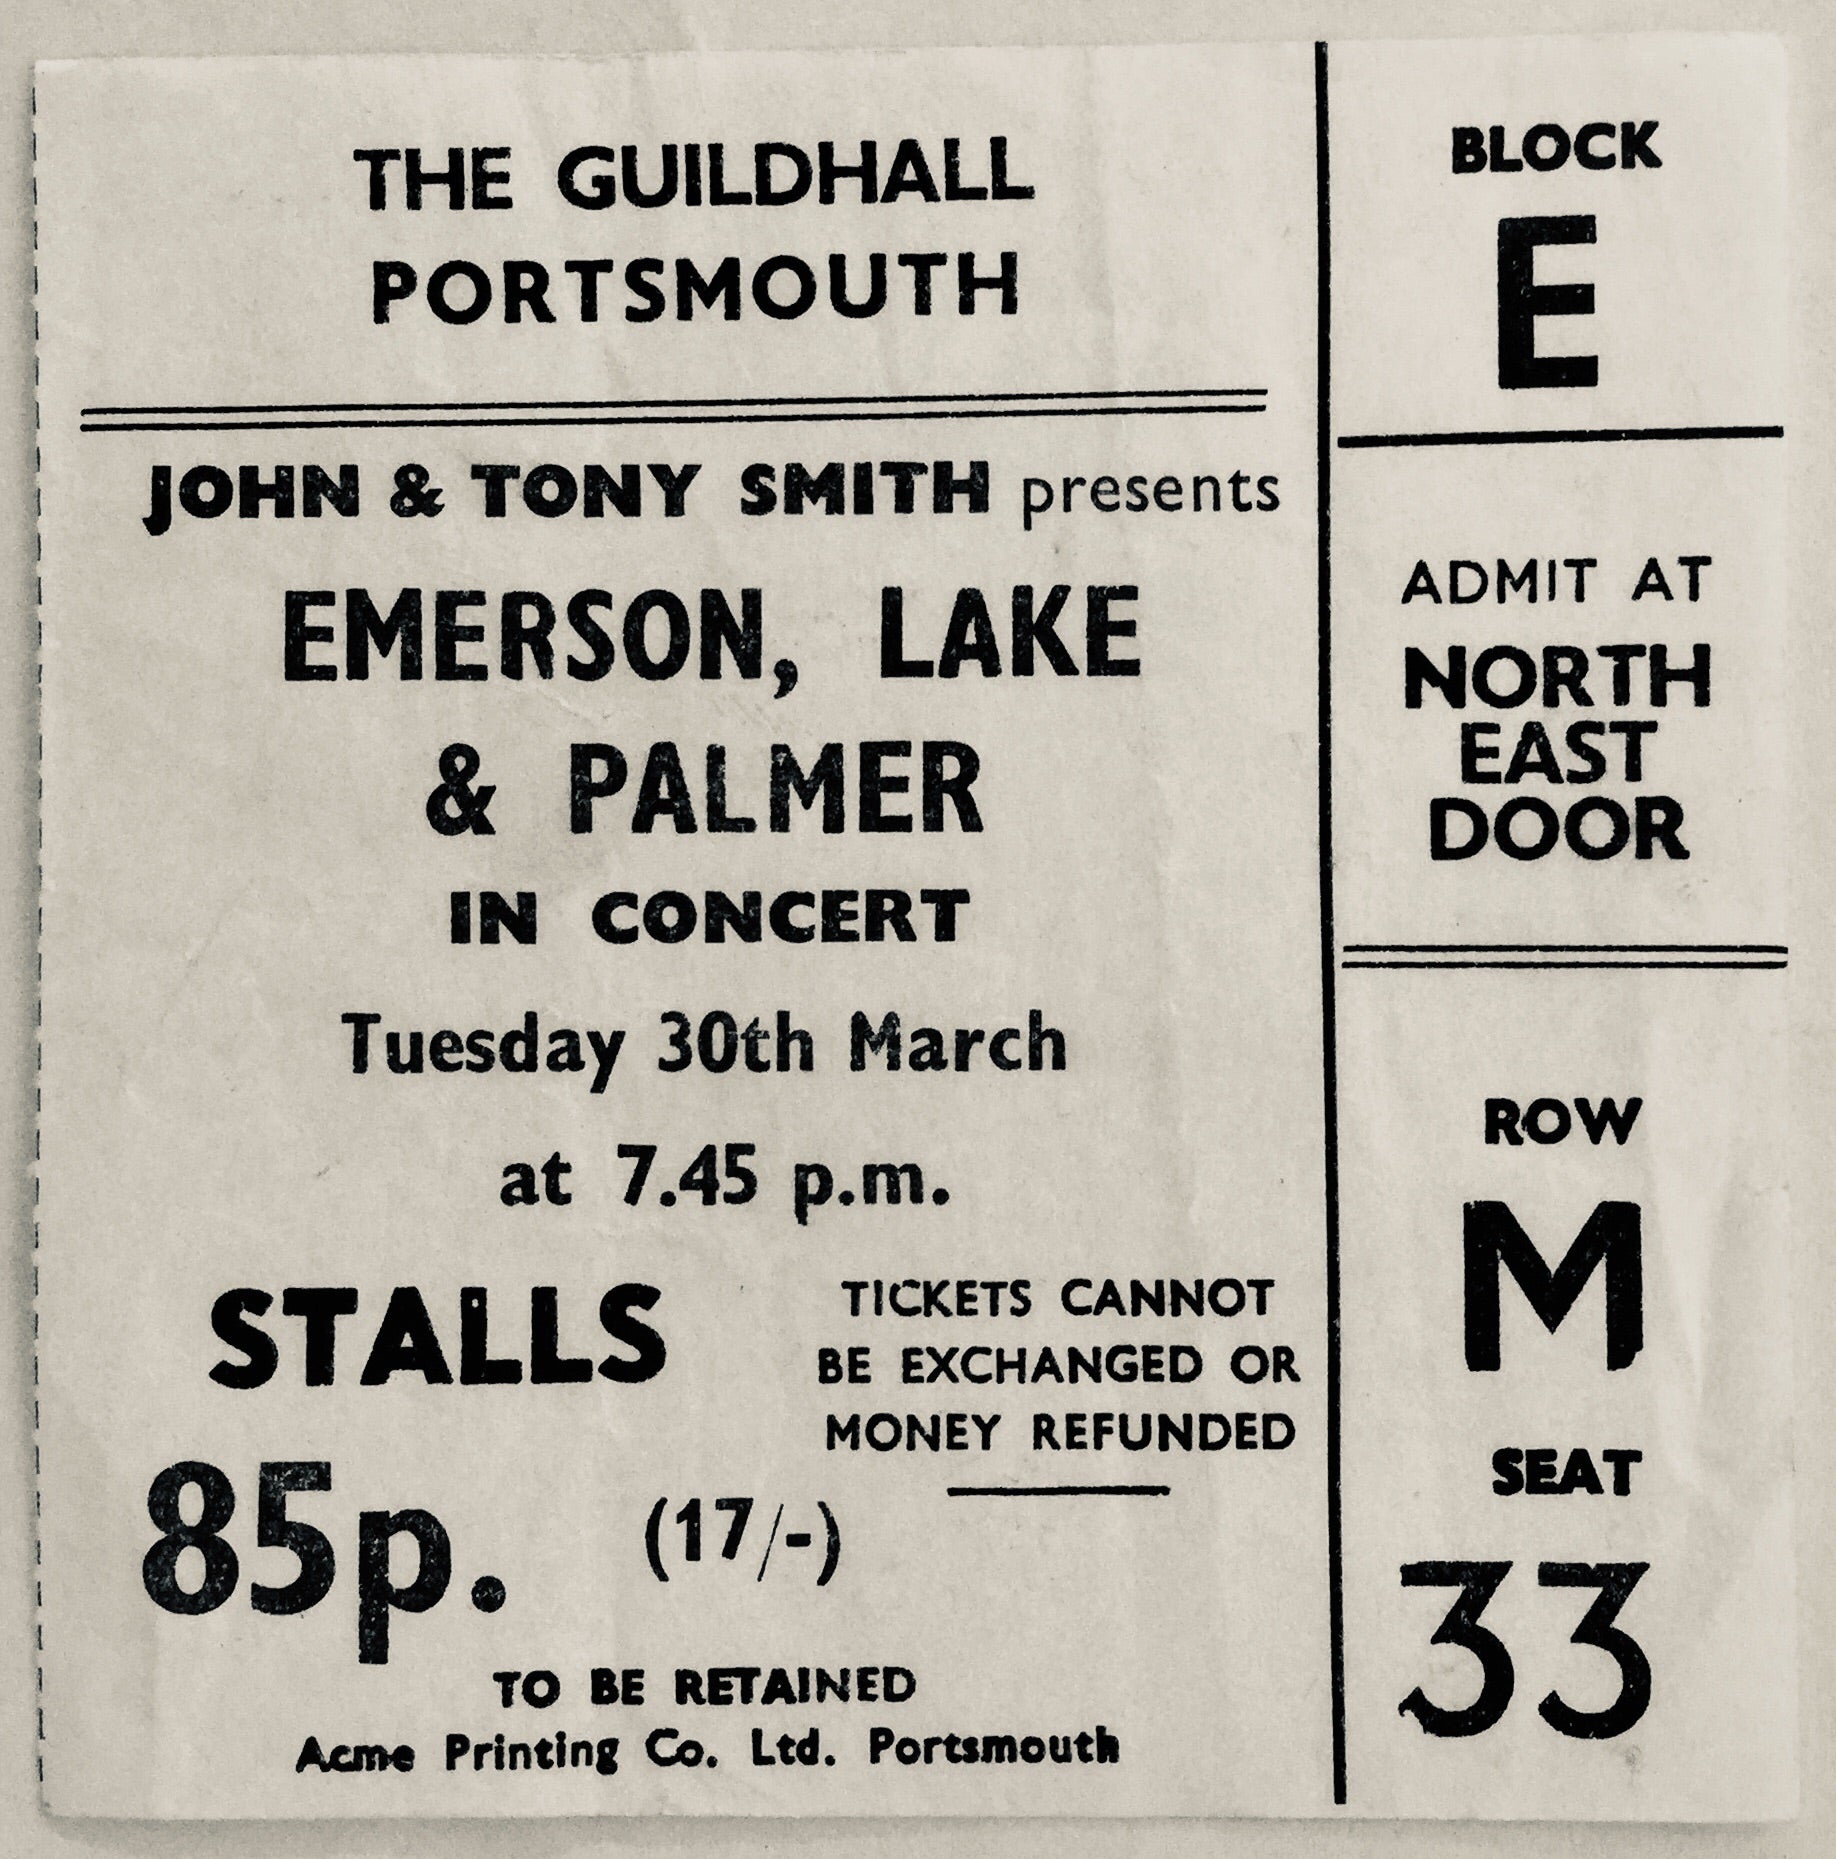 THE GUILDHALL
PORTSMOUTH
JOHN & TONY SMITH presents
EMERSON, LAKE
& PALMER
IN CONCERT
Tuesday 30th March
at 7.45 p.m.
STALLS
TICKETS CANNOT
BE EXCHANGED OR
MONEY REFUNDED
85p. (17/-)
TO BE RETAINED
Acme Printing Co. Ltd. Portsmouth
BLOCK
E
ADMIT AT
NORTH
EAST
DOOR
ROW
M
SEAT
33